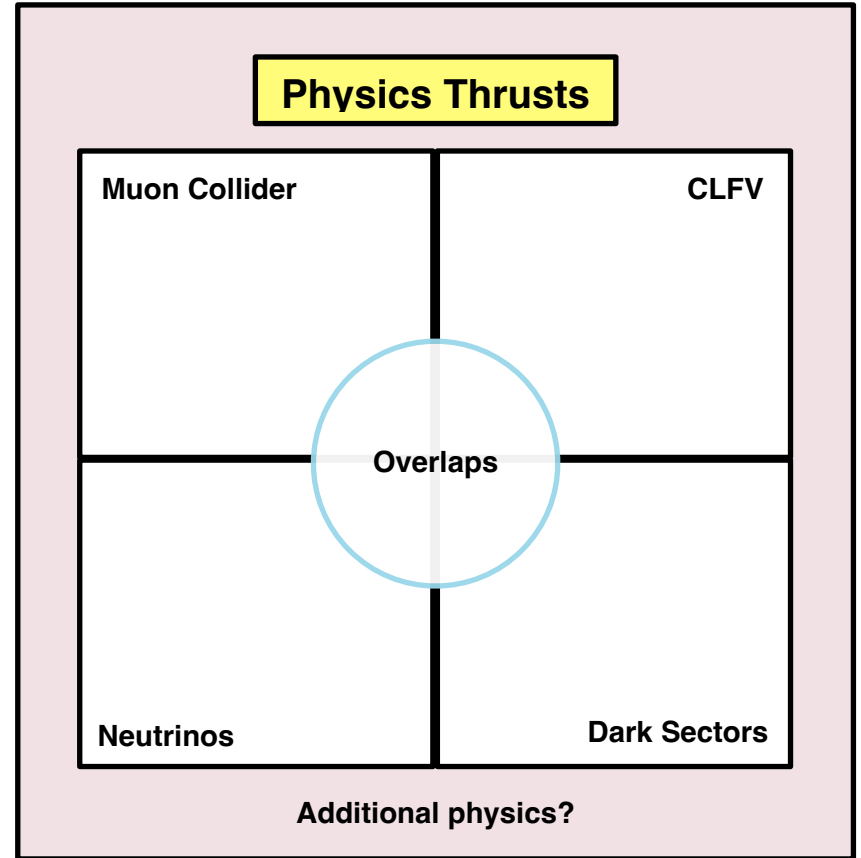 Physics Thrusts
Muon Collider
CLFV
Overlaps
Neutrinos
Dark Sectors
Additional physics?